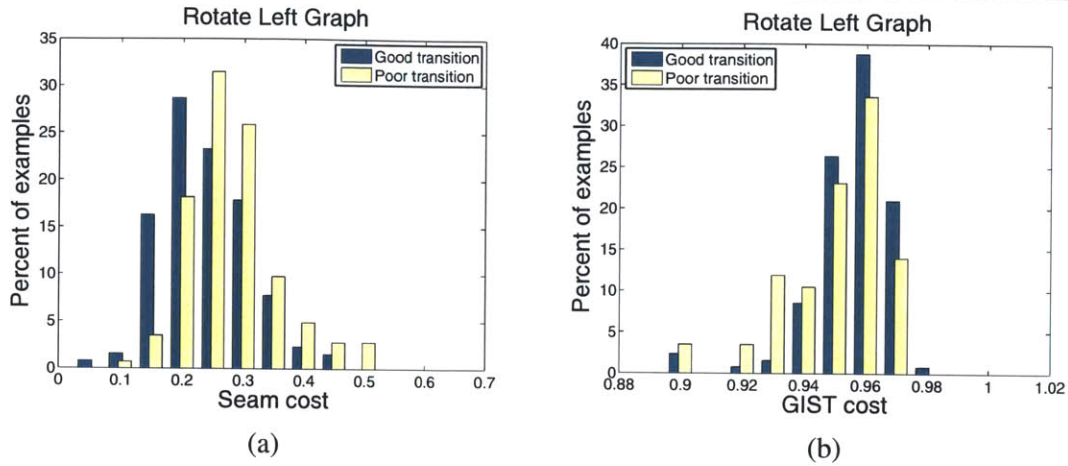 Rotate Left Graph
35
30
25
20
15
10
5
0
Percent of examples
Good transition
Poor transition
0 0.1 0.2 0.3 0.4 0.5 0.6 0.7
Seam cost
(a)
Rotate Left Graph
40
35
30
25
20
15
10
5
0
Percent of examples
Good transition
Poor transition
0.88 0.9 0.92 0.94 0.96 0.98 1 1.02
GIST cost
(b)